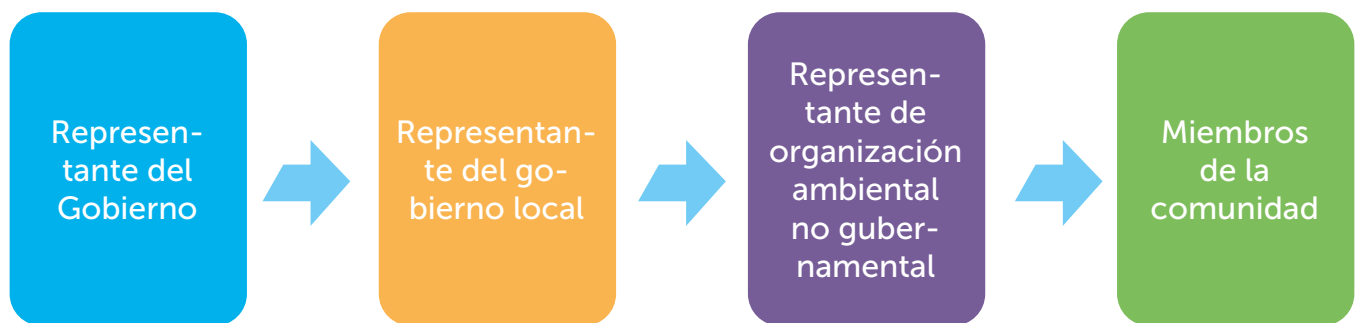 Represen-
tante del
Gobierno
Representan-
te del go-
bierno local
Represen-
tante de
organización
ambiental
no guber-
namental
Miembros
de la
comunidad